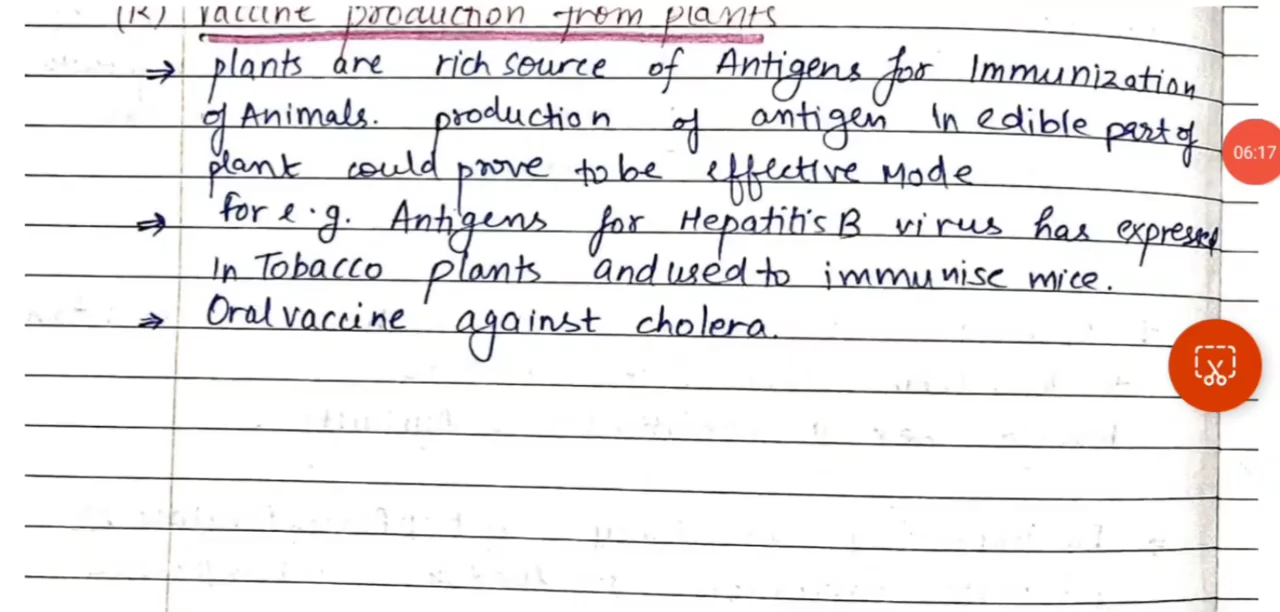 (K) Vaccine production from plants
⇒ plants are rich source of Antigens for Immunization
of Animals. production of antigen In edible part of
plant could prove to be effective Mode
⇒ for e.g. Antigens for Hepatitis B virus has expressed
In Tobacco plants and used to immunise mice.
⇒ Oral vaccine against cholera.
06:17